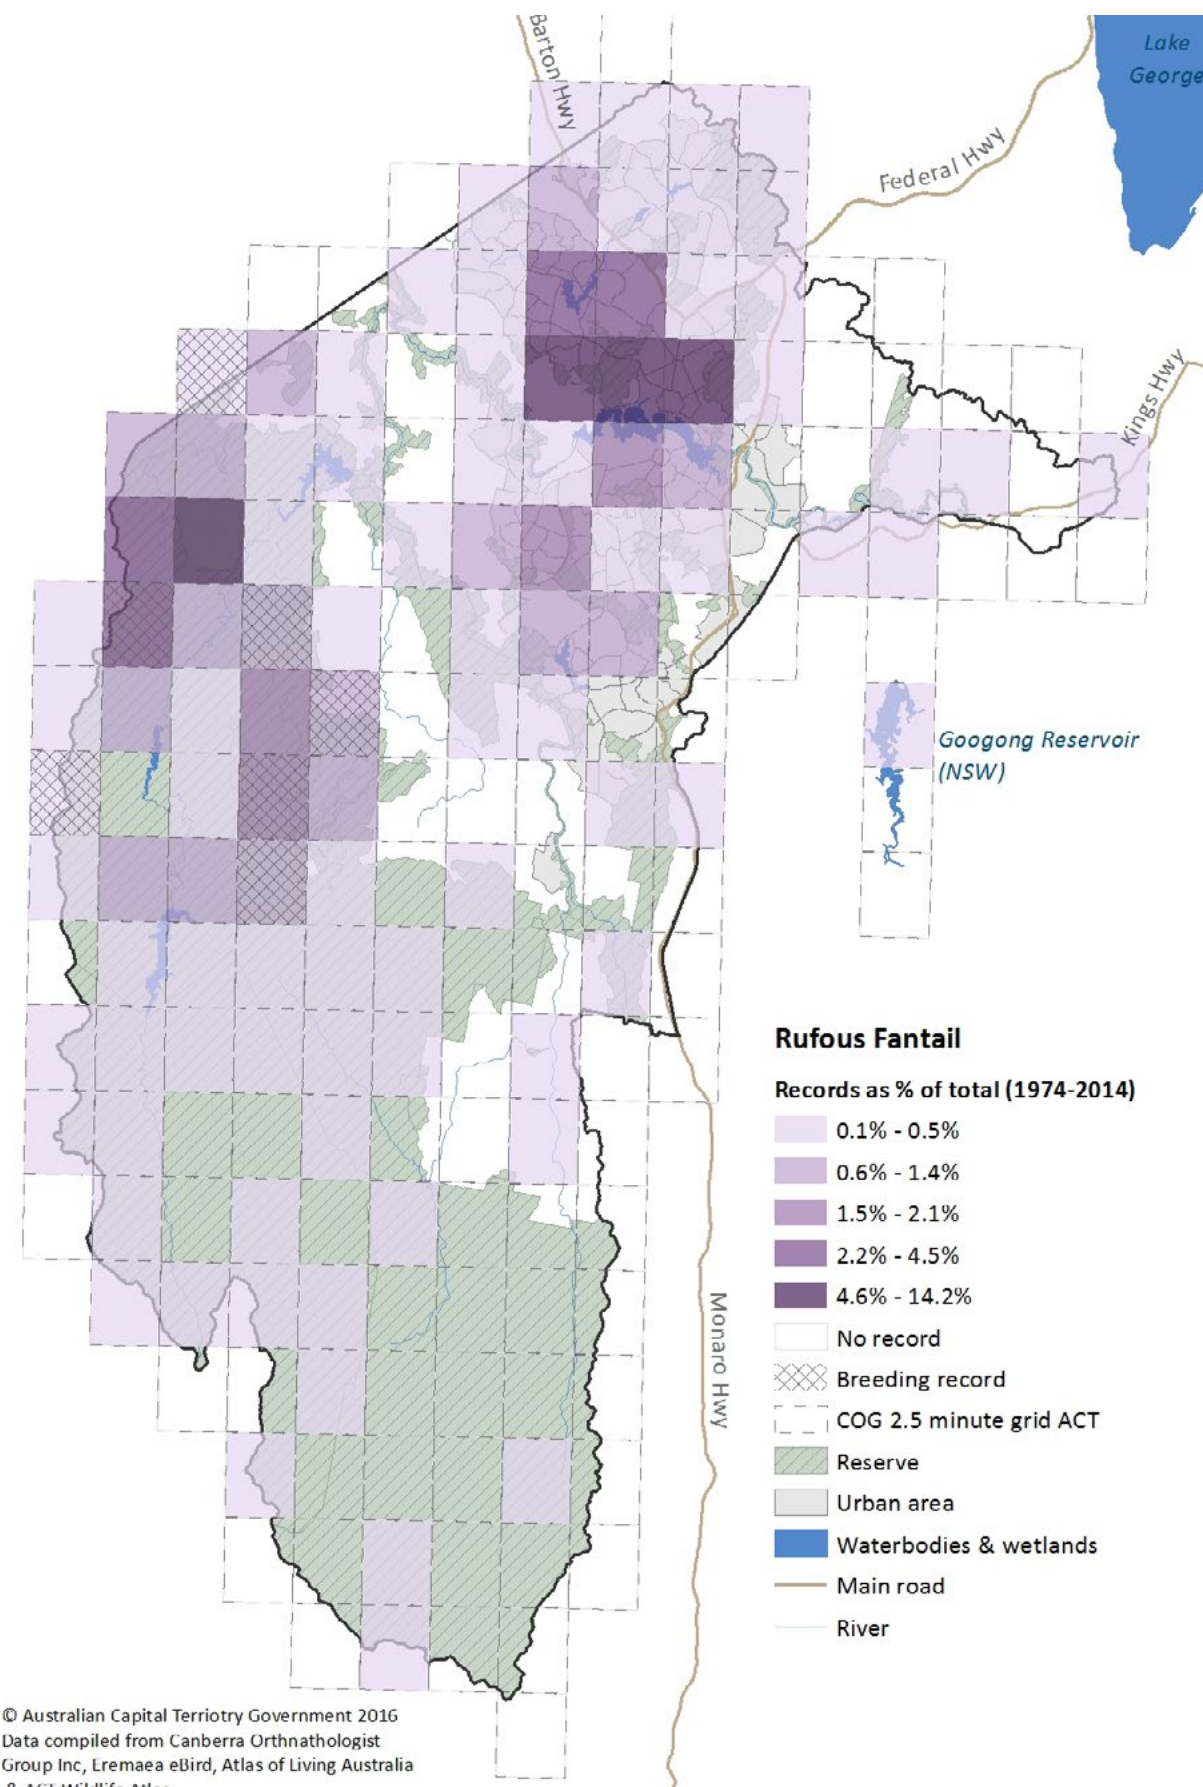 Barton Hwy
Lake
George
Federal Hwy
Kings Hwy
Googong Reservoir
(NSW)
Monaro Hwy
Rufous Fantail
Records as % of total (1974-2014)
0.1% - 0.5%
0.6% - 1.4%
1.5% - 2.1%
2.2% - 4.5%
4.6% - 14.2%
No record
Breeding record
COG 2.5 minute grid ACT
Reserve
Urban area
Waterbodies & wetlands
Main road
River
© Australian Capital Terriotry Government 2016
Data compiled from Canberra Orthnathologist
Group Inc, Eremaea eBird, Atlas of Living Australia
& ACT Wildlife Atlas